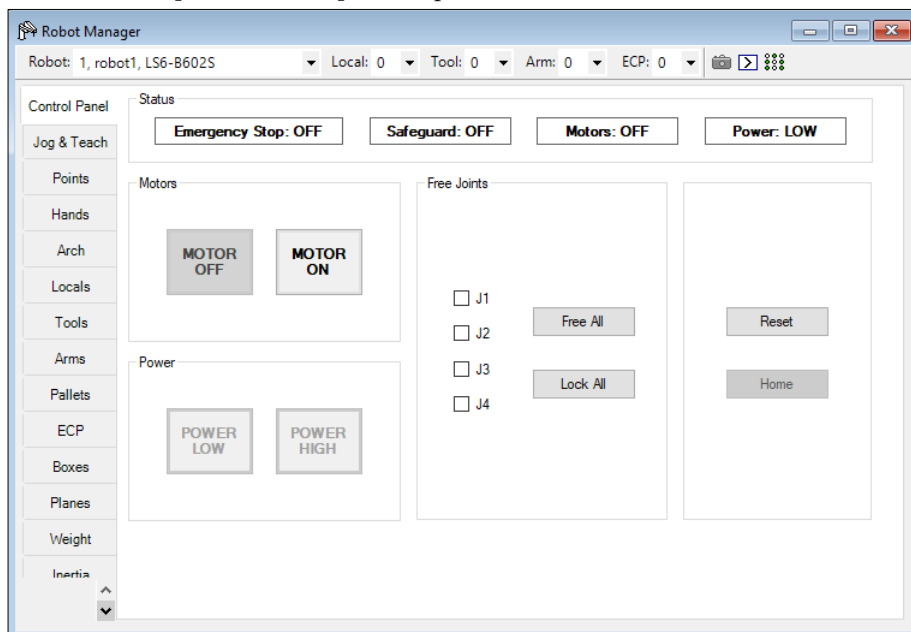 Robot Manager
Robot: 1, robot1, LS6-B602S Local: 0 Tool: 0 Arm: 0 ECP: 0
Control Panel
Jog & Teach
Points
Hands
Arch
Locals
Tools
Arms
Pallets
ECP
Boxes
Planes
Weight
Inertia
Status
Emergency Stop: OFF Safeguard: OFF Motors: OFF Power: LOW
Motors
MOTOR
OFF
MOTOR
ON
Power
POWER
LOW
POWER
HIGH
Free Joints
J1
J2
J3
J4
Free All
Lock All
Reset
Home